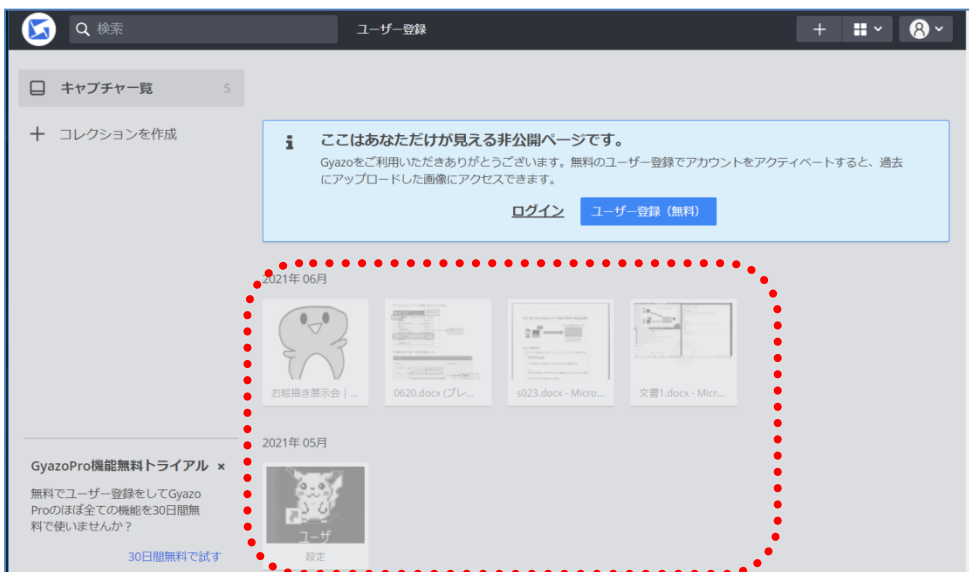 検索
ユーザー登録
キャプチャ一覧 5
コレクションを作成
ここはあなただけが見える非公開ページです。
Gyazoをご利用いただきありがとうございます。無料のユーザー登録でアカウントをアクティベートすると、過去
にアップロードした画像にアクセスできます。
ログイン ユーザー登録（無料）
2021年 06月
お絵描き展示会 | ...
0620.docx (プレ...
s023.docx - Micro...
文書1.docx - Micr...
2021年 05月
ユーザ
設定
GyazoPro機能無料トライアル ×
無料でユーザー登録をしてGyazo
Proのほぼ全ての機能を30日間無
料で使いませんか？
30日間無料で試す